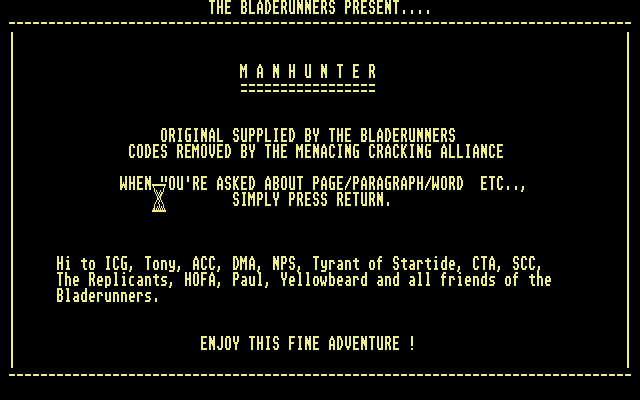 THE BLADERUNNERS PRESENT....
M A N H U N T E R
=================
ORIGINAL SUPPLIED BY THE BLADERUNNERS
CODES REMOVED BY THE MENACING CRACKING ALLIANCE
WHEN "OU'RE ASKED ABOUT PAGE/PARAGRAPH/WORD  ETC..,
SIMPLY PRESS RETURN.
Hi to ICG, Tony, ACC, DMA, NPS, Tyrant of Startide, CTA, SCC,
The Replicants, HOFA, Paul, Yellowbeard and all friends of the
Bladerunners.
ENJOY THIS FINE ADVENTURE !